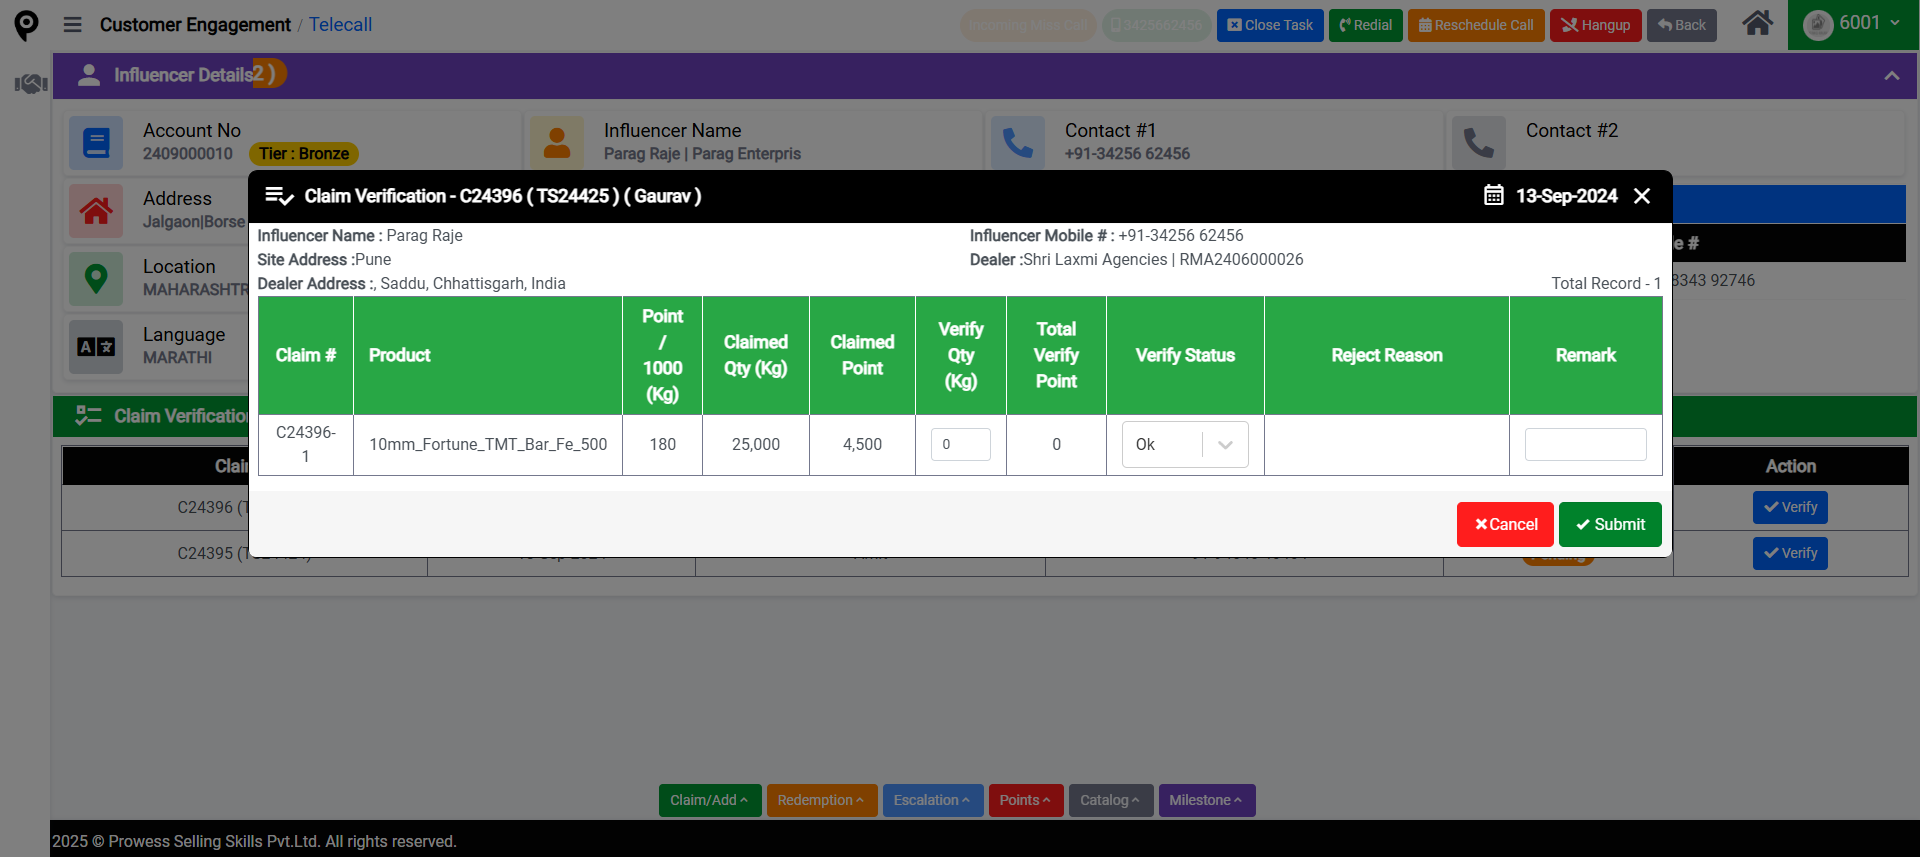 Customer Engagement / Telecall
Incoming Miss Call
3425662456
Close Task
Redial
Reschedule Call
Hangup
Back
6001
Influencer Details
2 )
Account No
2409000010
Tier : Bronze
Influencer Name
Parag Raje | Parag Enterpris
Contact #1
+91-34256 62456
Contact #2
Address
Jalgaon|Borse
Location
MAHARASHTR
Language
MARATHI
e #
8343 92746
Claim Verification - C24396 ( TS24425 ) ( Gaurav )
13-Sep-2024
Influencer Name : Parag Raje
Influencer Mobile # : +91-34256 62456
Site Address :Pune
Dealer :Shri Laxmi Agencies | RMA2406000026
Dealer Address :, Saddu, Chhattisgarh, India
Total Record - 1
Claim #
Product
Point
/
1000
(Kg)
Claimed
Qty (Kg)
Claimed
Point
Verify
Qty
(Kg)
Total
Verify
Point
Verify Status
Reject Reason
Remark
C24396-
1
10mm_Fortune_TMT_Bar_Fe_500
180
25,000
4,500
0
0
Ok
Cancel
Submit
Claim Verificatio
Clai
Action
C24396 (T
Verify
C24395 (T
Verify
Claim/Add
Redemption
Escalation
Points
Catalog
Milestone
2025 © Prowess Selling Skills Pvt.Ltd. All rights reserved.